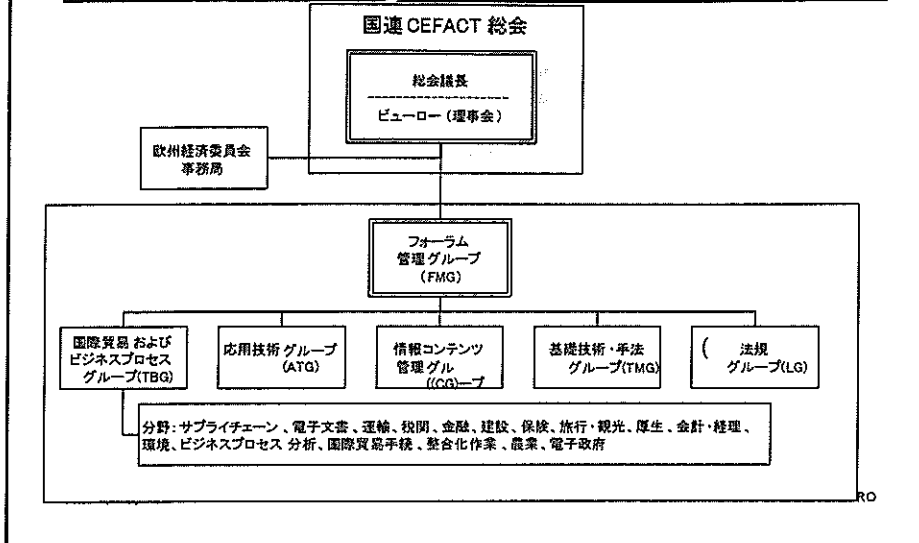 国連 CEFACT 総会
総会議長
ビューロー (理事会)
欧州経済委員会
事務局
フォーラム
管理グループ
(FMG)
国際貿易 および
ビジネスプロセス
グループ(TBG)
応用技術 グループ
(ATG)
情報コンテンツ
管理グル
((CG)ープ
基礎技術・手法
グループ(TMG)
( 法規
グループ(LG)
分野:サプライチェーン 、電子文書、運輸、税関、金融、建設、保険、旅行・観光、厚生、会計・経理、
環境、ビジネスプロセス 分析、国際貿易手続、整合化作業、農業、電子政府
RO